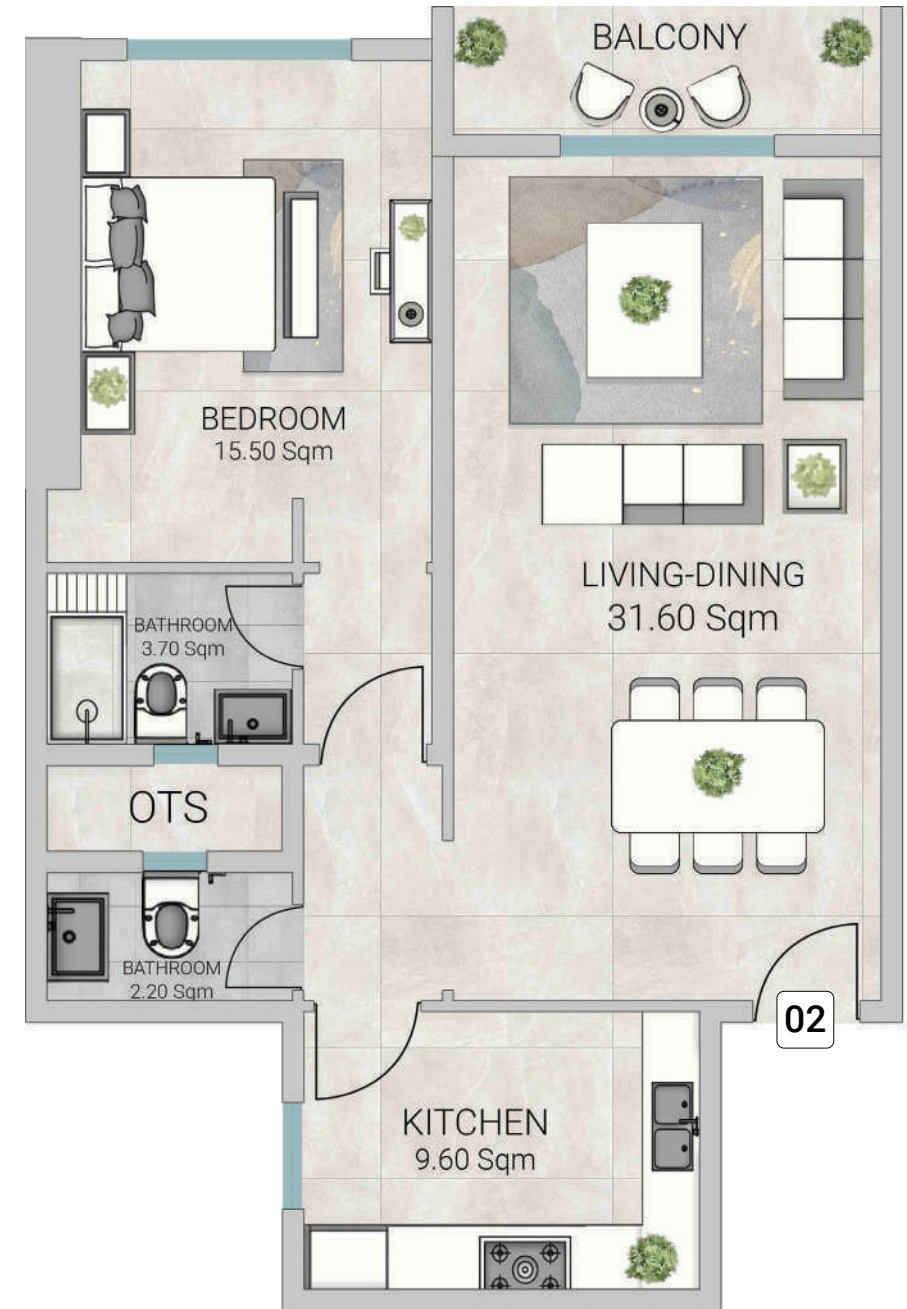 BALCONY
BEDROOM
15.50 Sqm
LIVING-DINING
31.60 Sqm
BATHROOM
3.70 Sqm
OTS
BATHROOM
2.20 Sqm
02
KITCHEN
9.60 Sqm